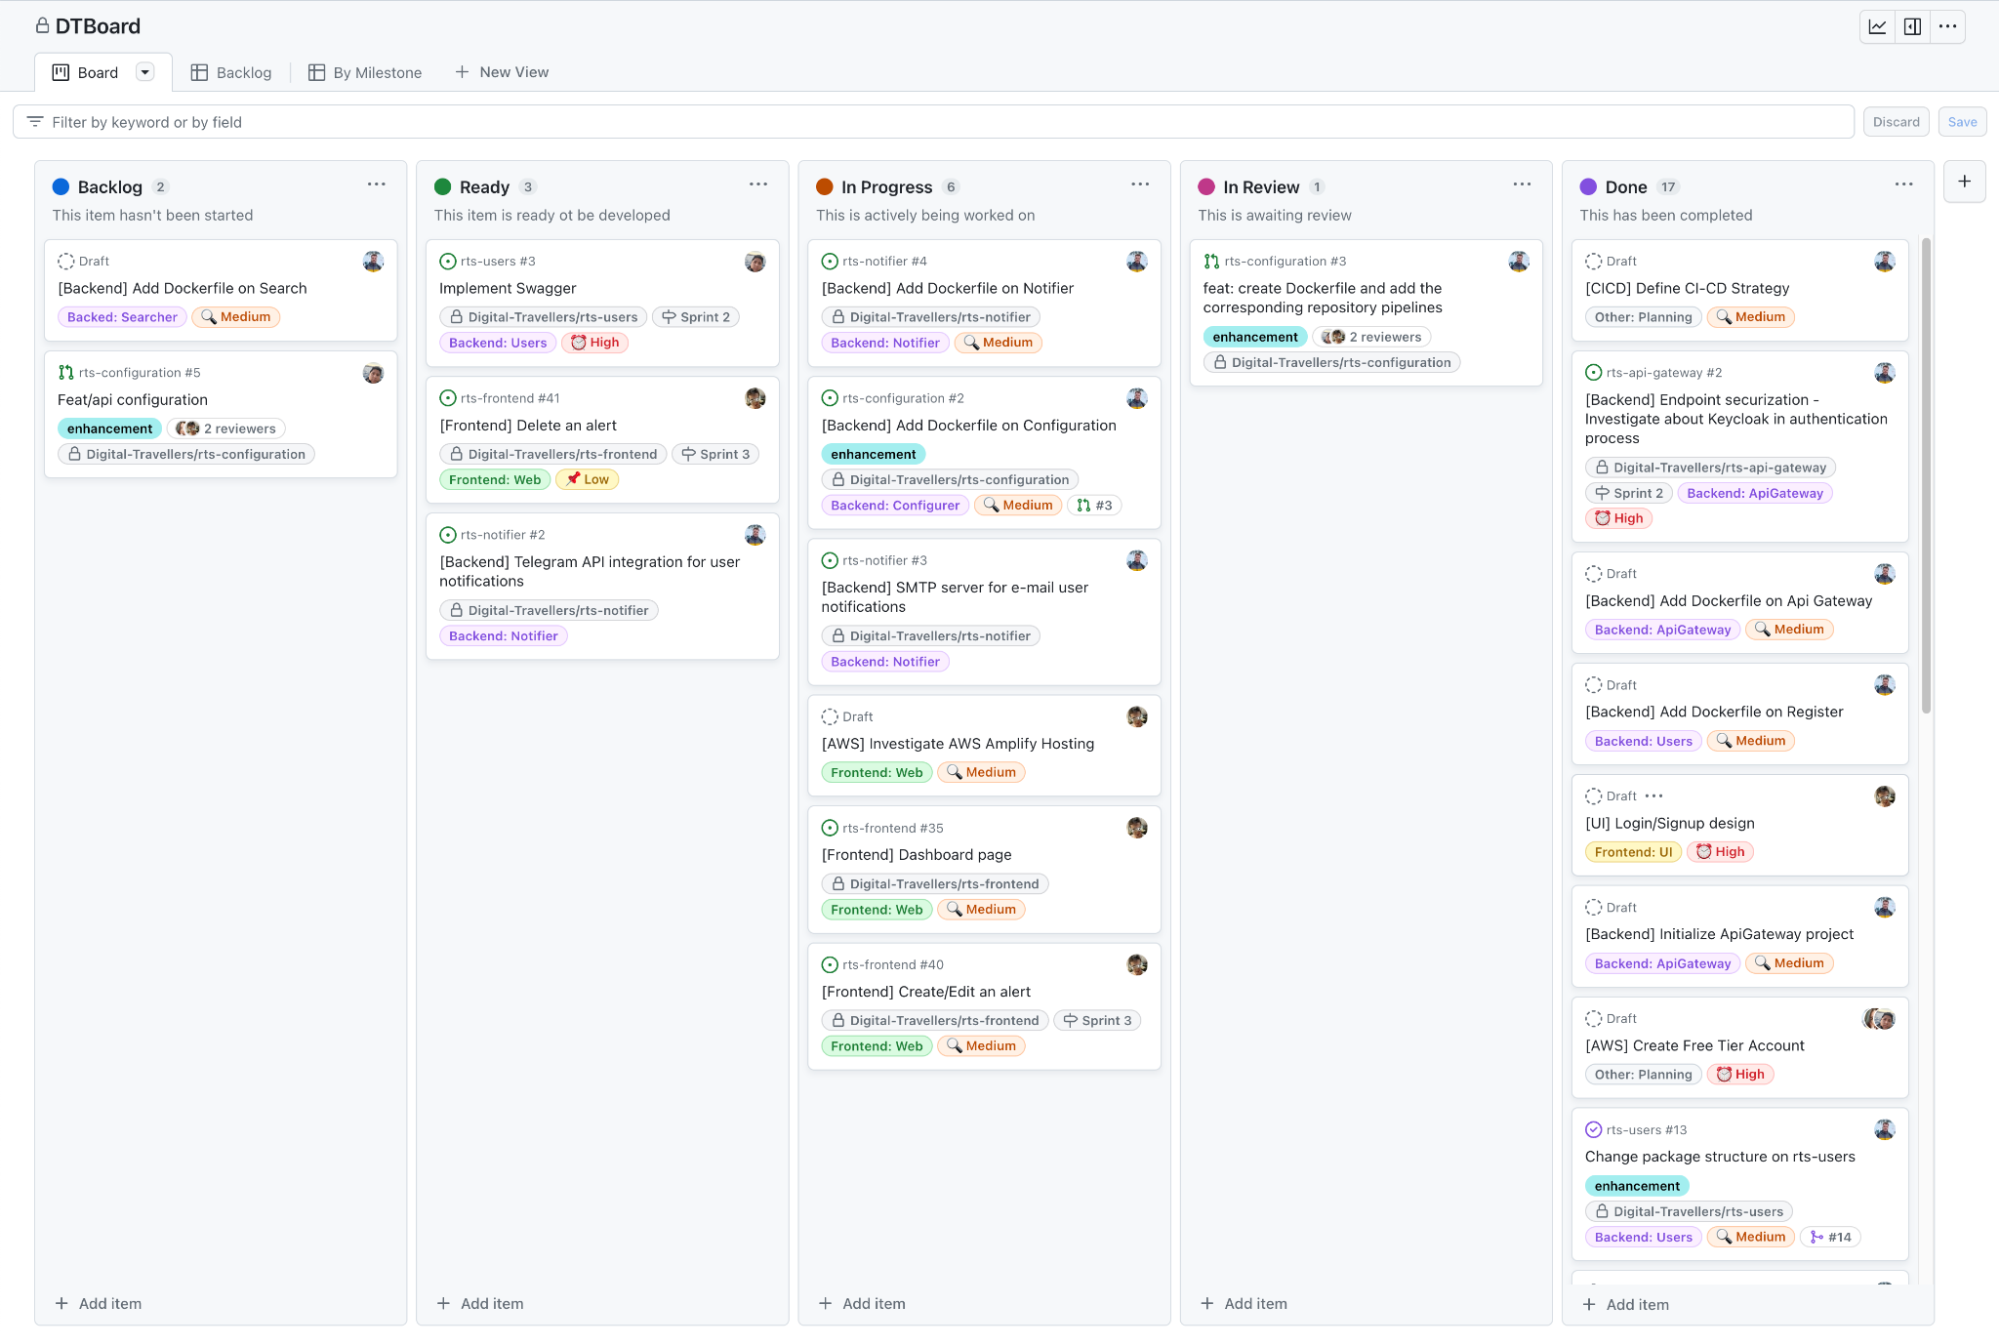 DTBoard
Board
Backlog
By Milestone
New View
Filter by keyword or by field
Discard
Save
Backlog 2
This item hasn't been started
Draft
[Backend] Add Dockerfile on Search
Backed: Searcher Medium
rts-configuration #5
Feat/api configuration
enhancement 2 reviewers
Digital-Travellers/rts-configuration
Add item
Ready 3
This item is ready ot be developed
rts-users #3
Implement Swagger
Digital-Travellers/rts-users Sprint 2
Backend: Users High
rts-frontend #41
[Frontend] Delete an alert
Digital-Travellers/rts-frontend Sprint 3
Frontend: Web Low
rts-notifier #2
[Backend] Telegram API integration for user
notifications
Digital-Travellers/rts-notifier
Backend: Notifier
Add item
In Progress 6
This is actively being worked on
rts-notifier #4
[Backend] Add Dockerfile on Notifier
Digital-Travellers/rts-notifier
Backend: Notifier Medium
rts-configuration #2
[Backend] Add Dockerfile on Configuration
enhancement
Digital-Travellers/rts-configuration
Backend: Configurer Medium #3
rts-notifier #3
[Backend] SMTP server for e-mail user
notifications
Digital-Travellers/rts-notifier
Backend: Notifier
Draft
[AWS] Investigate AWS Amplify Hosting
Frontend: Web Medium
rts-frontend #35
[Frontend] Dashboard page
Digital-Travellers/rts-frontend
Frontend: Web Medium
rts-frontend #40
[Frontend] Create/Edit an alert
Digital-Travellers/rts-frontend Sprint 3
Frontend: Web Medium
Add item
In Review 1
This is awaiting review
rts-configuration #3
feat: create Dockerfile and add the
corresponding repository pipelines
enhancement 2 reviewers
Digital-Travellers/rts-configuration
Add item
Done 17
This has been completed
Draft
[CICD] Define CI-CD Strategy
Other: Planning Medium
rts-api-gateway #2
[Backend] Endpoint securization -
Investigate about Keycloak in authentication
process
Digital-Travellers/rts-api-gateway
Sprint 2 Backend: ApiGateway
High
Draft
[Backend] Add Dockerfile on Api Gateway
Backend: ApiGateway Medium
Draft
[Backend] Add Dockerfile on Register
Backend: Users Medium
Draft
[UI] Login/Signup design
Frontend: UI High
Draft
[Backend] Initialize ApiGateway project
Backend: ApiGateway Medium
Draft
[AWS] Create Free Tier Account
Other: Planning High
rts-users #13
Change package structure on rts-users
enhancement
Digital-Travellers/rts-users
Backend: Users Medium #14
Add item